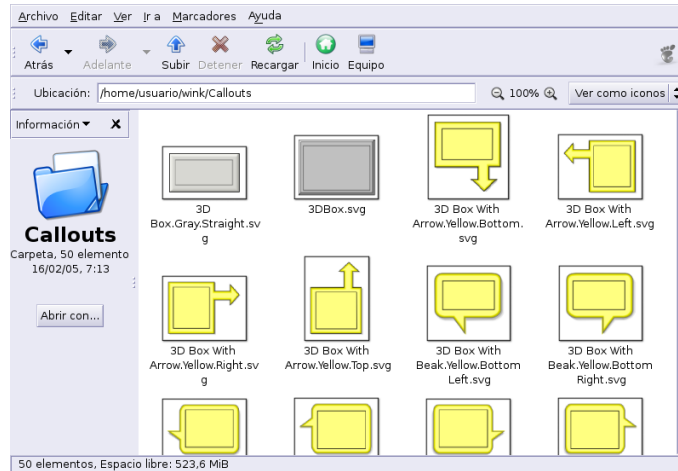 Archivo Editar Ver Ir a Marcadores Ayuda
Atrás Adelante Subir Detener Recargar Inicio Equipo
Ubicación: /home/usuario/wink/Callouts 100% Ver como iconos
Información X
Callouts
Carpeta, 50 elemento
16/02/05, 7:13
Abrir con...
3D
Box.Gray.Straight.sv
g
3DBox.svg
3D Box With
Arrow.Yellow.Bottom.
svg
3D Box With
Arrow.Yellow.Left.svg
3D Box With
Arrow.Yellow.Right.sv
g
3D Box With
Arrow.Yellow.Top.svg
3D Box With
Beak.Yellow.Bottom
Left.svg
3D Box With
Beak.Yellow.Bottom
Right.svg
50 elementos, Espacio libre: 523,6 MiB